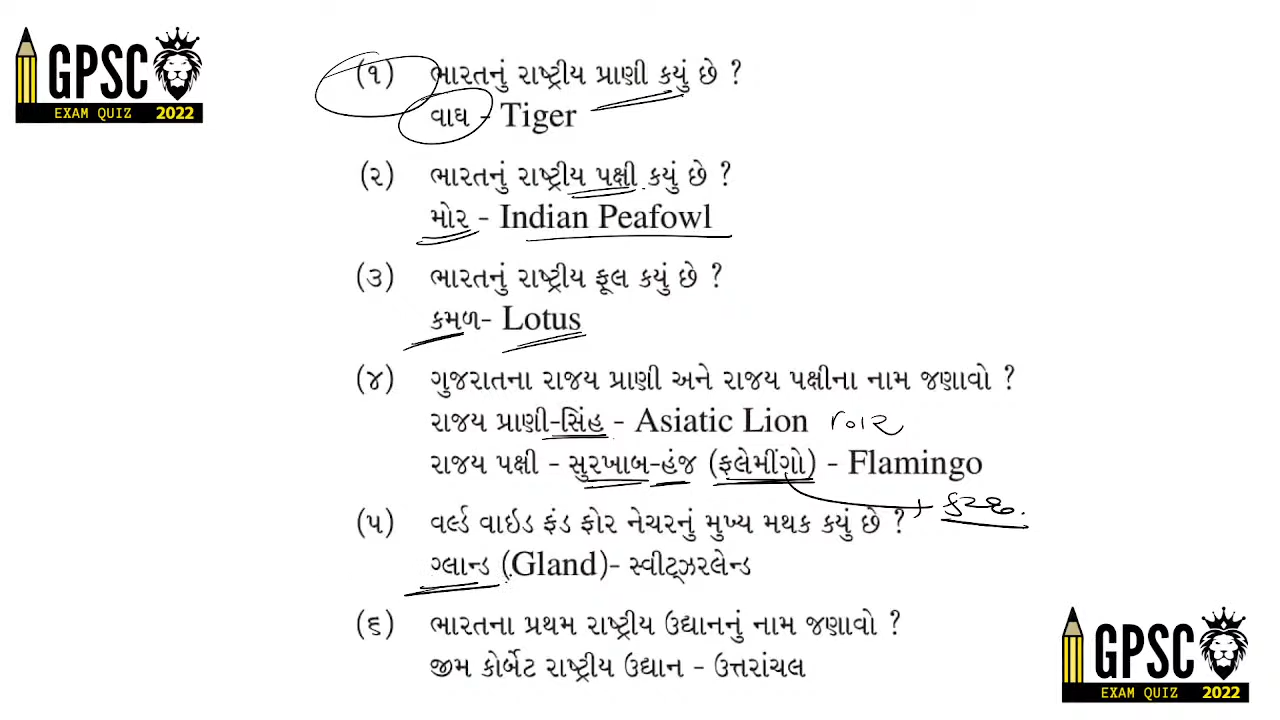 GPSC
EXAM QUIZ 2022
(૧) ભારતનું રાષ્ટ્રીય પ્રાણી કયું છે ?
વાઘ - Tiger
(૨) ભારતનું રાષ્ટ્રીય પક્ષી કયું છે ?
મોર - Indian Peafowl
(૩) ભારતનું રાષ્ટ્રીય ફૂલ કયું છે ?
કમળ- Lotus
(૪) ગુજરાતના રાજય પ્રાણી અને રાજય પક્ષીના નામ જણાવો ?
રાજય પ્રાણી-સિંહ - Asiatic Lion
રાજય પક્ષી - સુરખાબ-હંજ (ફલેમીંગો) - Flamingo
કચ્છ.
(૫) વર્લ્ડ વાઇડ ફંડ ફોર નેચરનું મુખ્ય મથક કયું છે ?
ગ્લાન્ડ (Gland)- સ્વીટ્ઝરલેન્ડ
(૬) ભારતના પ્રથમ રાષ્ટ્રીય ઉદ્યાનનું નામ જણાવો ?
જીમ કોર્બેટ રાષ્ટ્રીય ઉદ્યાન - ઉત્તરાંચલ
GPSC
EXAM QUIZ 2022